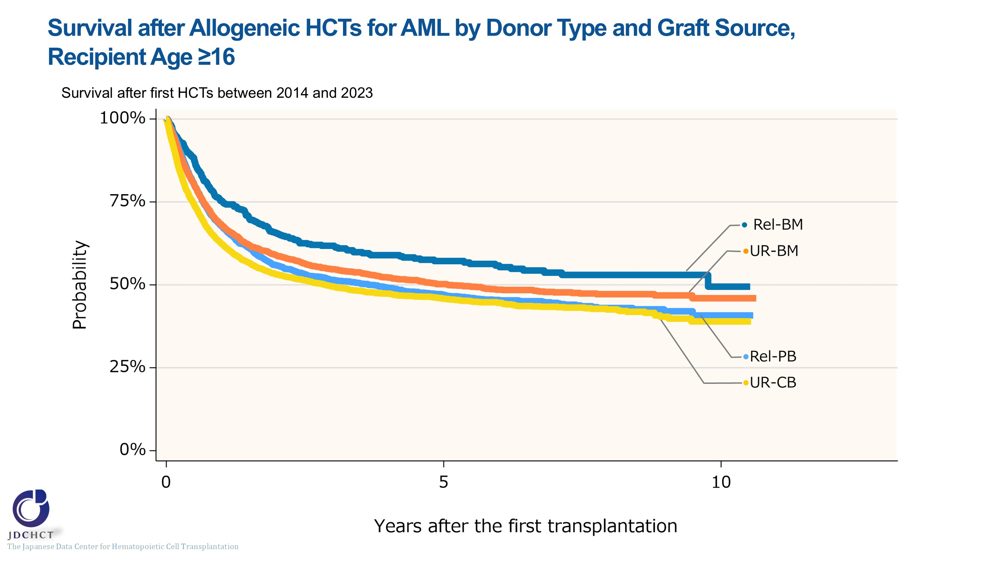 Survival after Allogeneic HCTs for AML by Donor Type and Graft Source,
Recipient Age ≥16
Survival after first HCTs between 2014 and 2023
100%
75%
50%
25%
0%
Probability
Rel-BM
UR-BM
Rel-PB
UR-CB
0
5
10
Years after the first transplantation
JDCHCT
The Japanese Data Center for Hematopoietic Cell Transplantation